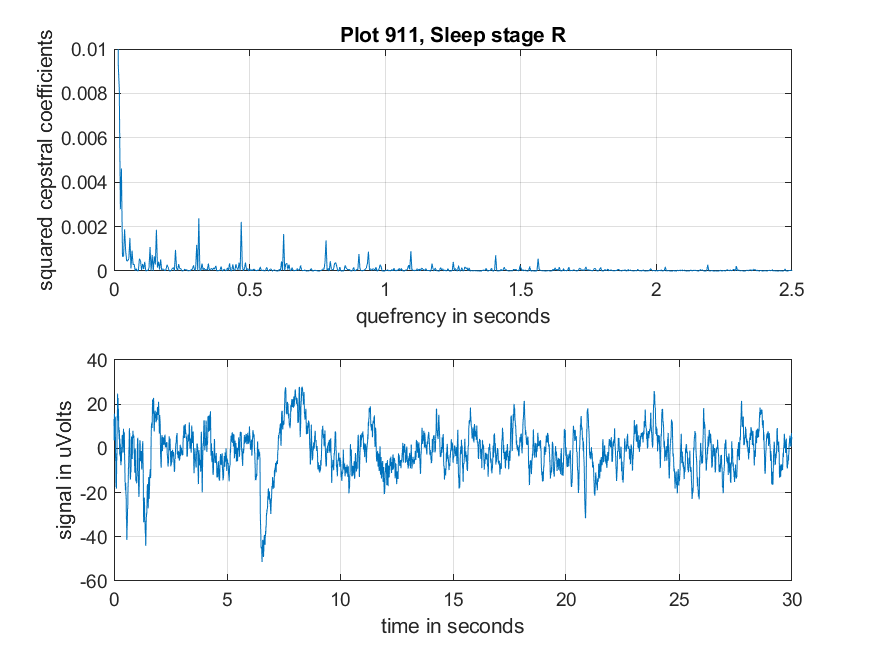 Plot 911, Sleep stage R
squared cepstral coefficients
0.01
0.008
0.006
0.004
0.002
0
0 0.5 1 1.5 2 2.5
quefrency in seconds
signal in uVolts
40
20
0
-20
-40
-60
0 5 10 15 20 25 30
time in seconds